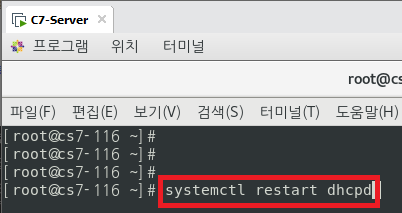 C7-Server
프로그램 위치 터미널
root@cs
파일(F) 편집(E) 보기(V) 검색(S) 터미널(T) 도움말(H)
[root@cs7-116 ~]#
[root@cs7-116 ~]#
[root@cs7-116 ~]#
[root@cs7-116 ~]# systemctl restart dhcpd